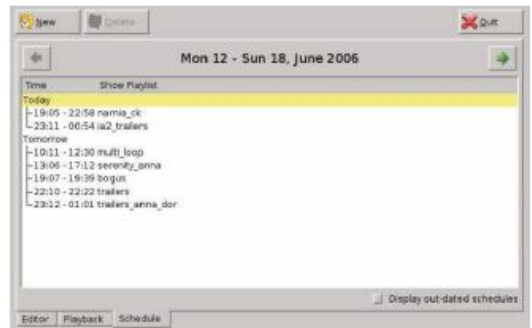 New Delete Quit
Mon 12 - Sun 18, June 2006
Time Show Playlist
Today
19:05 - 22:58 narnia_ck
23:11 - 00:54 ia2_trailers
Tomorrow
10:11 - 12:30 multi_loop
13:06 - 17:12 serenity_anna
19:07 - 19:39 bogus
22:10 - 22:22 trailers
23:12 - 01:01 trailers_anna_dor
Display out-dated schedules
Editor Playback Schedule